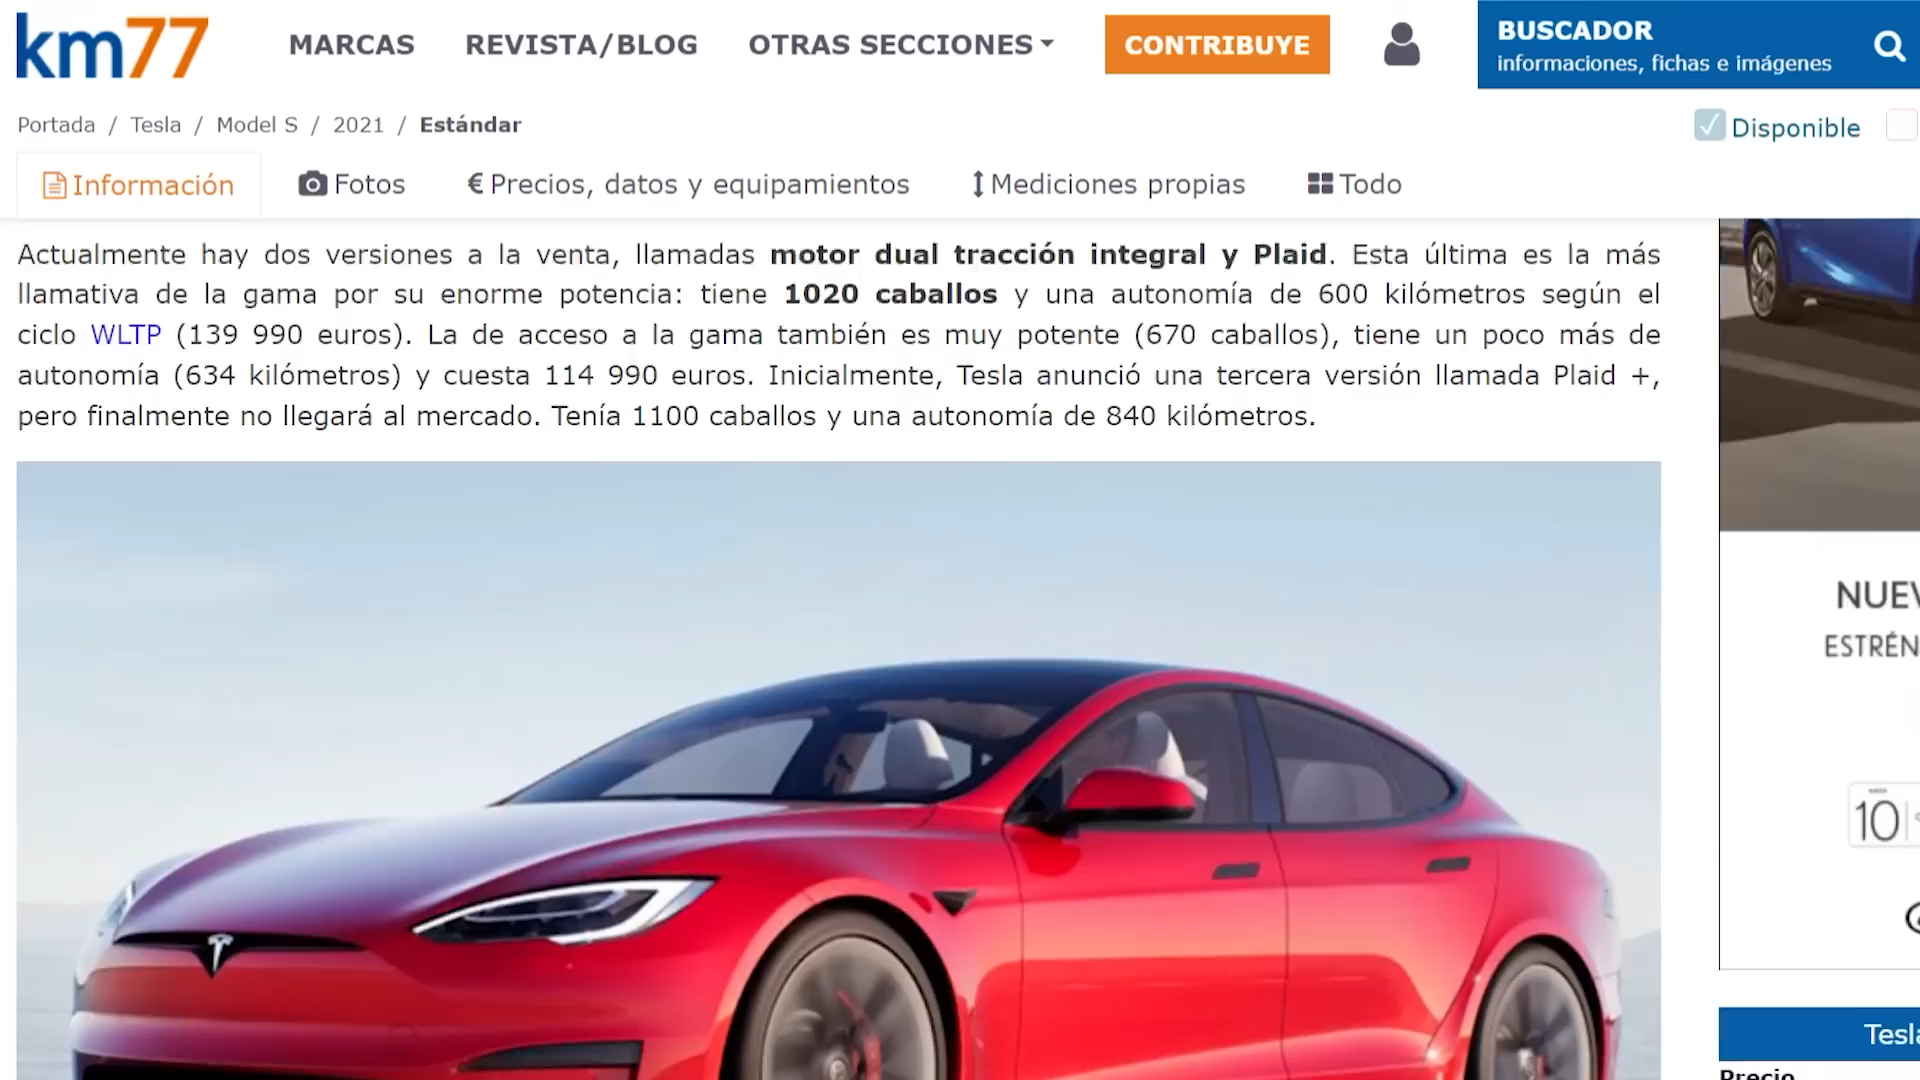 km77
MARCAS
REVISTA/BLOG
OTRAS SECCIONES
CONTRIBUYE
BUSCADOR
informaciones, fichas e imágenes
Portada / Tesla / Model S / 2021 / Estándar
Disponible
Información
Fotos
€ Precios, datos y equipamientos
Mediciones propias
Todo
Actualmente hay dos versiones a la venta, llamadas motor dual tracción integral y Plaid. Esta última es la más
llamativa de la gama por su enorme potencia: tiene 1020 caballos y una autonomía de 600 kilómetros según el
ciclo WLTP (139 990 euros). La de acceso a la gama también es muy potente (670 caballos), tiene un poco más de
autonomía (634 kilómetros) y cuesta 114 990 euros. Inicialmente, Tesla anunció una tercera versión llamada Plaid +,
pero finalmente no llegará al mercado. Tenía 1100 caballos y una autonomía de 840 kilómetros.
10
Precio